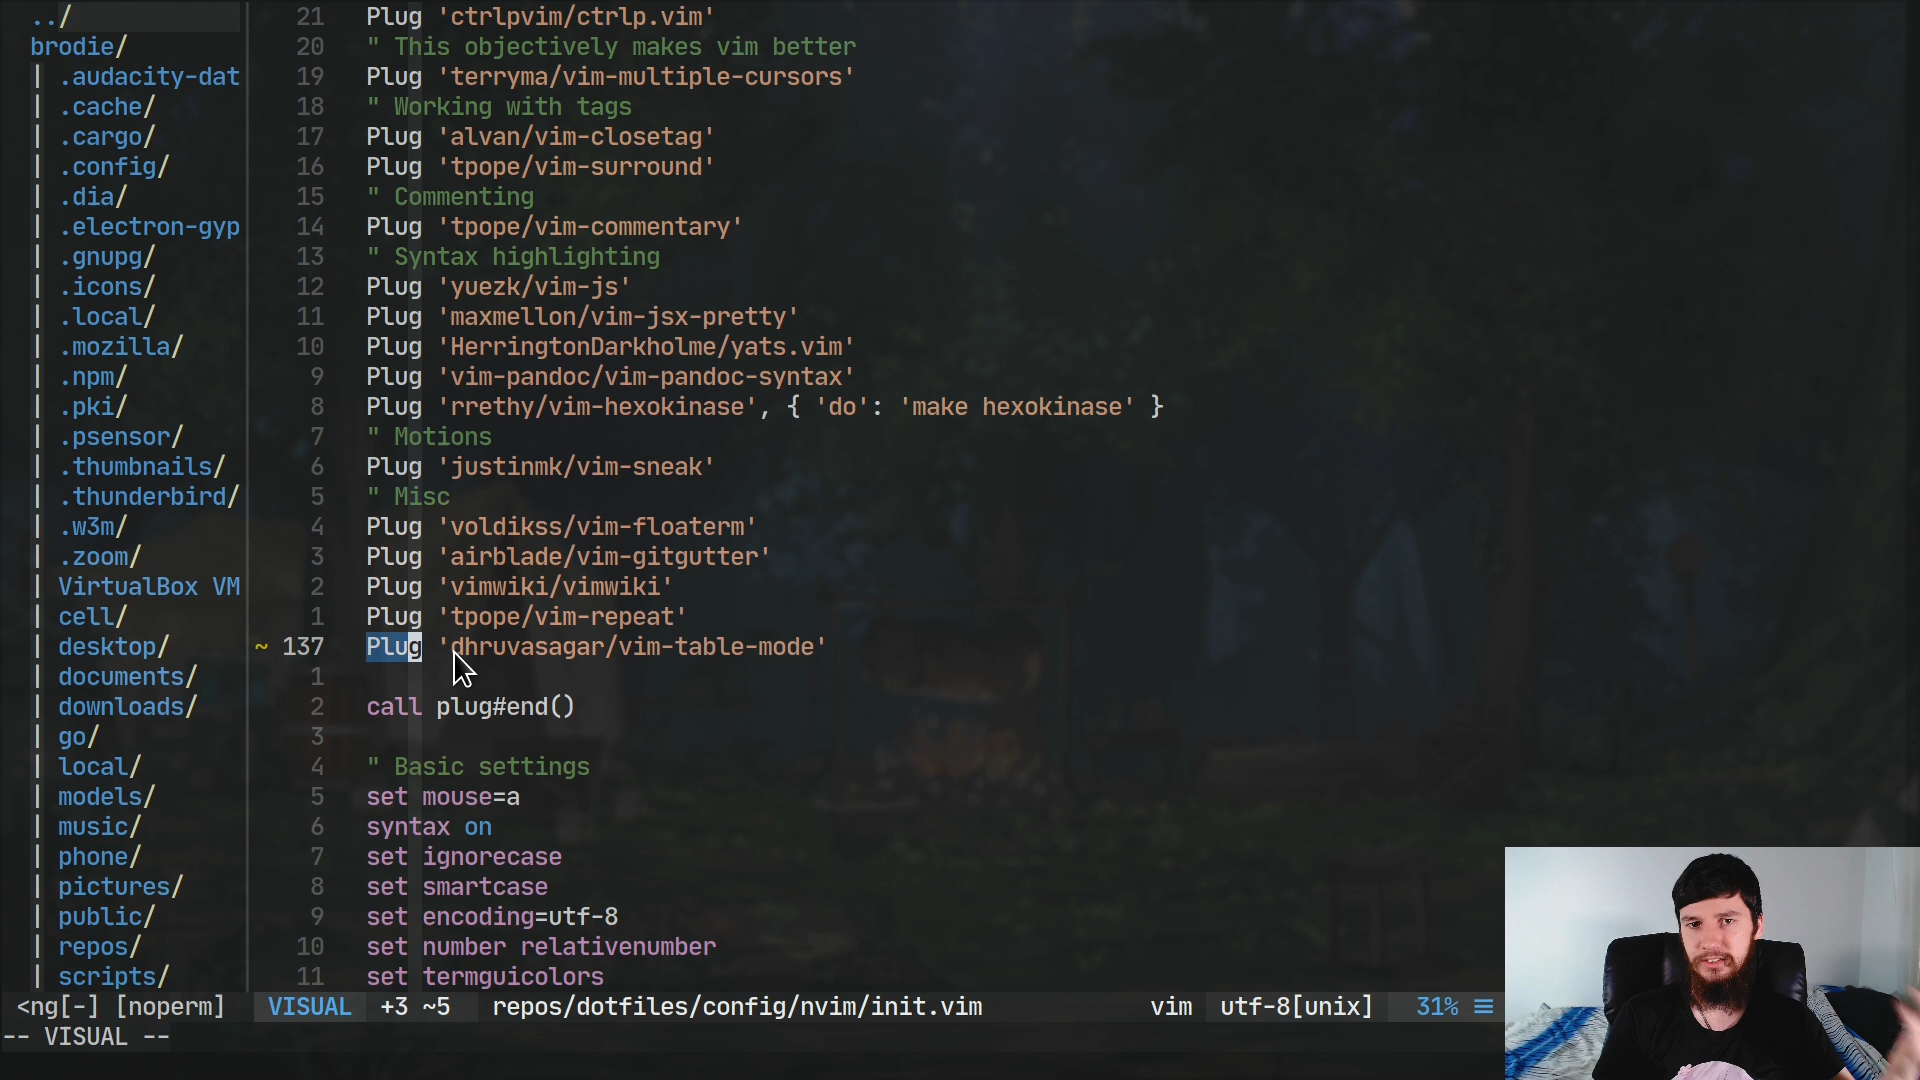 ../
brodie/
| .audacity-dat
| .cache/
| .cargo/
| .config/
| .dia/
| .electron-gyp
| .gnupg/
| .icons/
| .local/
| .mozilla/
| .npm/
| .pki/
| .psensor/
| .thumbnails/
| .thunderbird/
| .w3m/
| .zoom/
| VirtualBox VM
| cell/
| desktop/
| documents/
| downloads/
| go/
| local/
| models/
| music/
| phone/
| pictures/
| public/
| repos/
| scripts/
21 Plug 'ctrlpvim/ctrlp.vim'
20 " This objectively makes vim better
19 Plug 'terryma/vim-multiple-cursors'
18 " Working with tags
17 Plug 'alvan/vim-closetag'
16 Plug 'tpope/vim-surround'
15 " Commenting
14 Plug 'tpope/vim-commentary'
13 " Syntax highlighting
12 Plug 'yuezk/vim-js'
11 Plug 'maxmellon/vim-jsx-pretty'
10 Plug 'HerringtonDarkholme/yats.vim'
9 Plug 'vim-pandoc/vim-pandoc-syntax'
8 Plug 'rrethy/vim-hexokinase', { 'do': 'make hexokinase' }
7 " Motions
6 Plug 'justinmk/vim-sneak'
5 " Misc
4 Plug 'voldikss/vim-floaterm'
3 Plug 'airblade/vim-gitgutter'
2 Plug 'vimwiki/vimwiki'
1 Plug 'tpope/vim-repeat'
~ 137 Plug 'dhruvasagar/vim-table-mode'
1
2 call plug#end()
3
4 " Basic settings
5 set mouse=a
6 syntax on
7 set ignorecase
8 set smartcase
9 set encoding=utf-8
10 set number relativenumber
11 set termguicolors
<ng[-] [noperm] VISUAL +3 ~5 repos/dotfiles/config/nvim/init.vim vim utf-8[unix] 31% ≡
-- VISUAL --